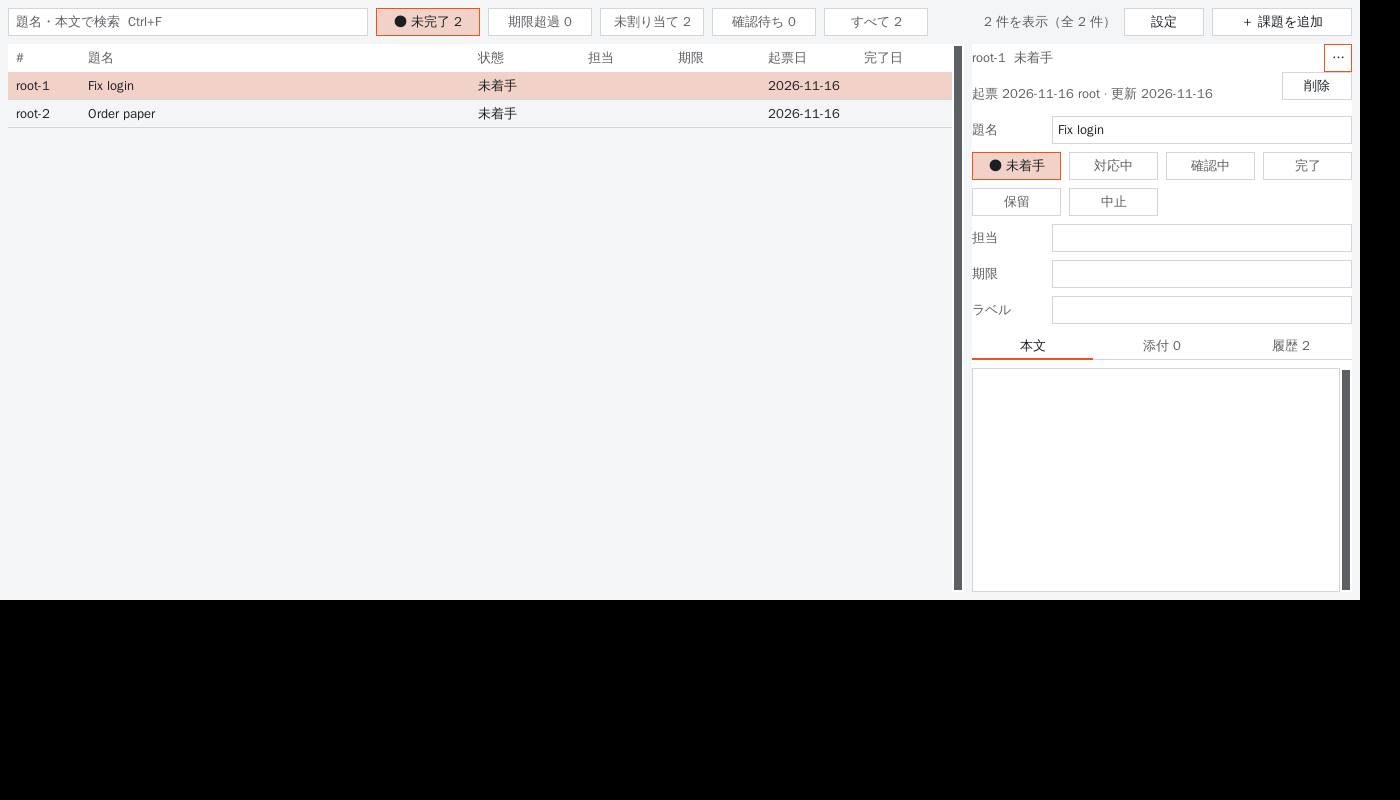 題名・本文で検索 Ctrl+F ● 未完了 2 期限超過 0 未割り当て 2 確認待ち 0 すべて 2 2 件を表示（全 2 件） 設定 ＋ 課題を追加
# 題名 状態 担当 期限 起票日 完了日
root-1 Fix login 未着手 2026-11-16
root-2 Order paper 未着手 2026-11-16
root-1 未着手 ⋯
削除
起票 2026-11-16 root · 更新 2026-11-16
題名 Fix login
● 未着手 対応中 確認中 完了
保留 中止
担当
期限
ラベル
本文 添付 0 履歴 2